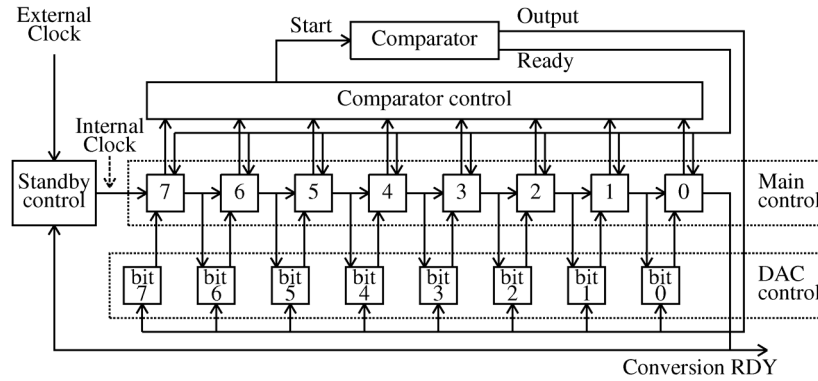 External
Clock
Start
Comparator
Output
Ready
Comparator control
Internal
Clock
Standby
control
7 6 5 4 3 2 1 0
Main
control
bit bit bit bit bit bit bit bit
7 6 5 4 3 2 1 0
DAC
control
Conversion RDY